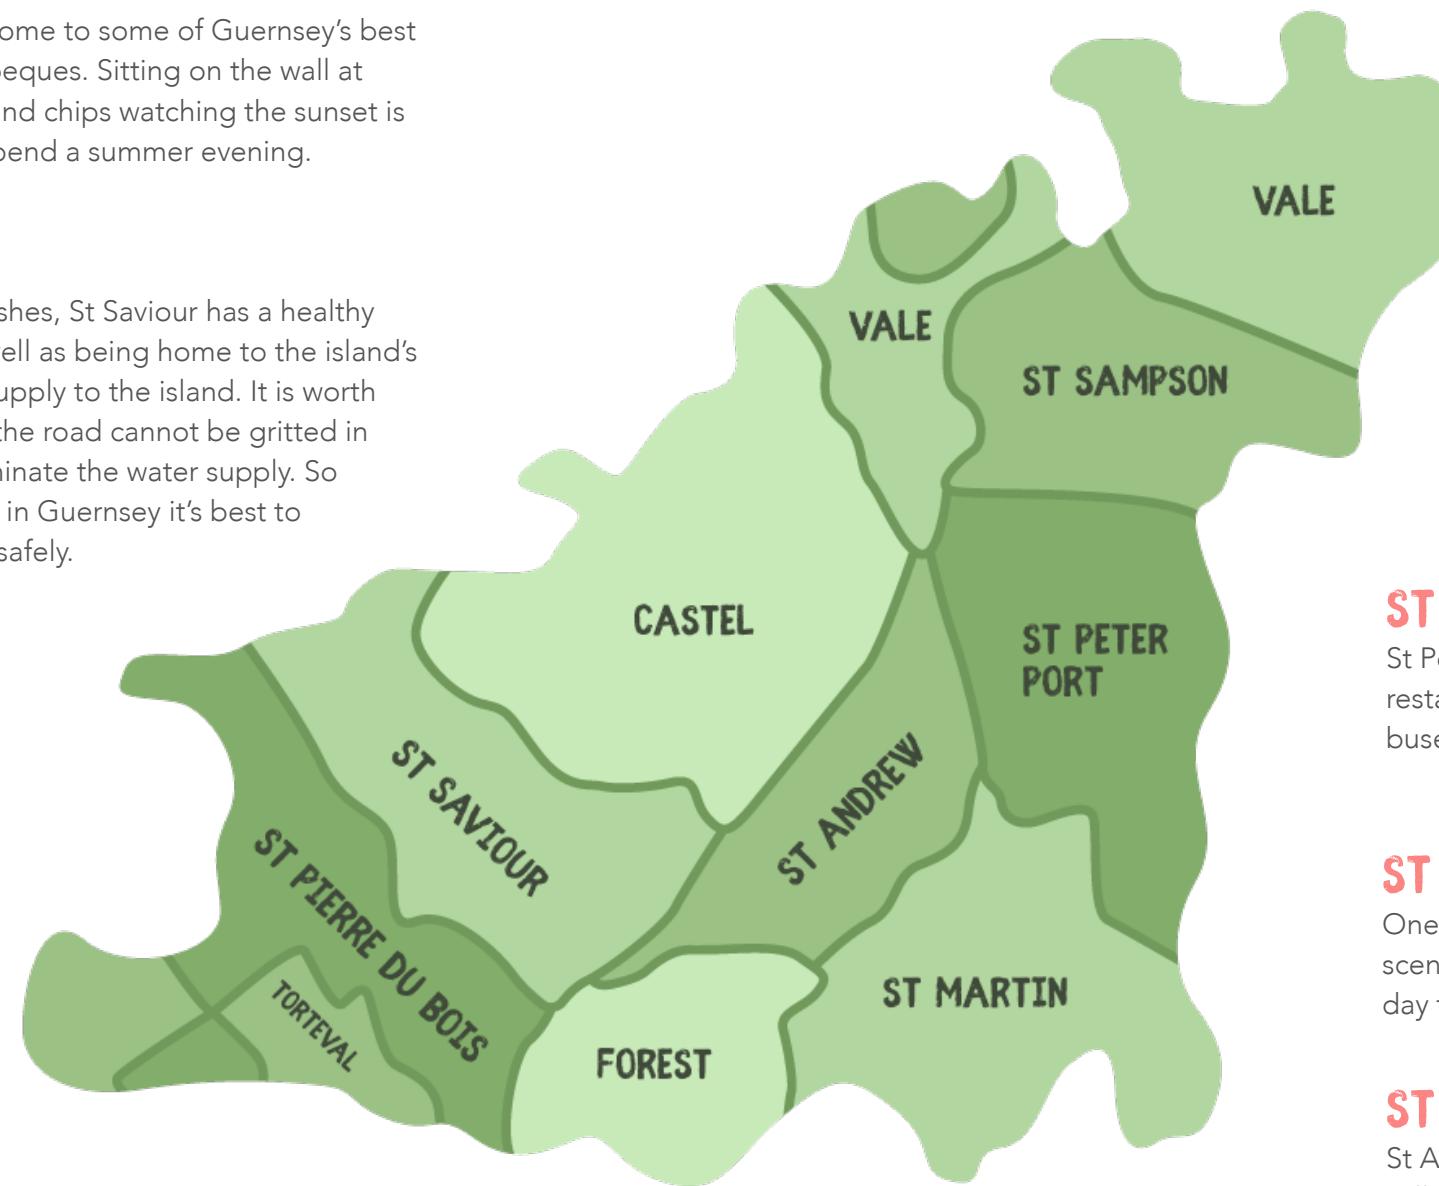 ome to some of Guernsey's best
eques. Sitting on the wall at
nd chips watching the sunset is
pend a summer evening.
shes, St Saviour has a healthy
ell as being home to the island's
upply to the island. It is worth
the road cannot be gritted in
minate the water supply. So
in Guernsey it's best to
safely.
VALE
VALE
ST SAMPSON
CASTEL
ST PETER
PORT
ST SAVIOUR
ST ANDREW
ST PIERRE DU BOIS
TORTEVAL
ST MARTIN
FOREST
ST
St P
resta
buse
ST
One
scen
day
ST
St A